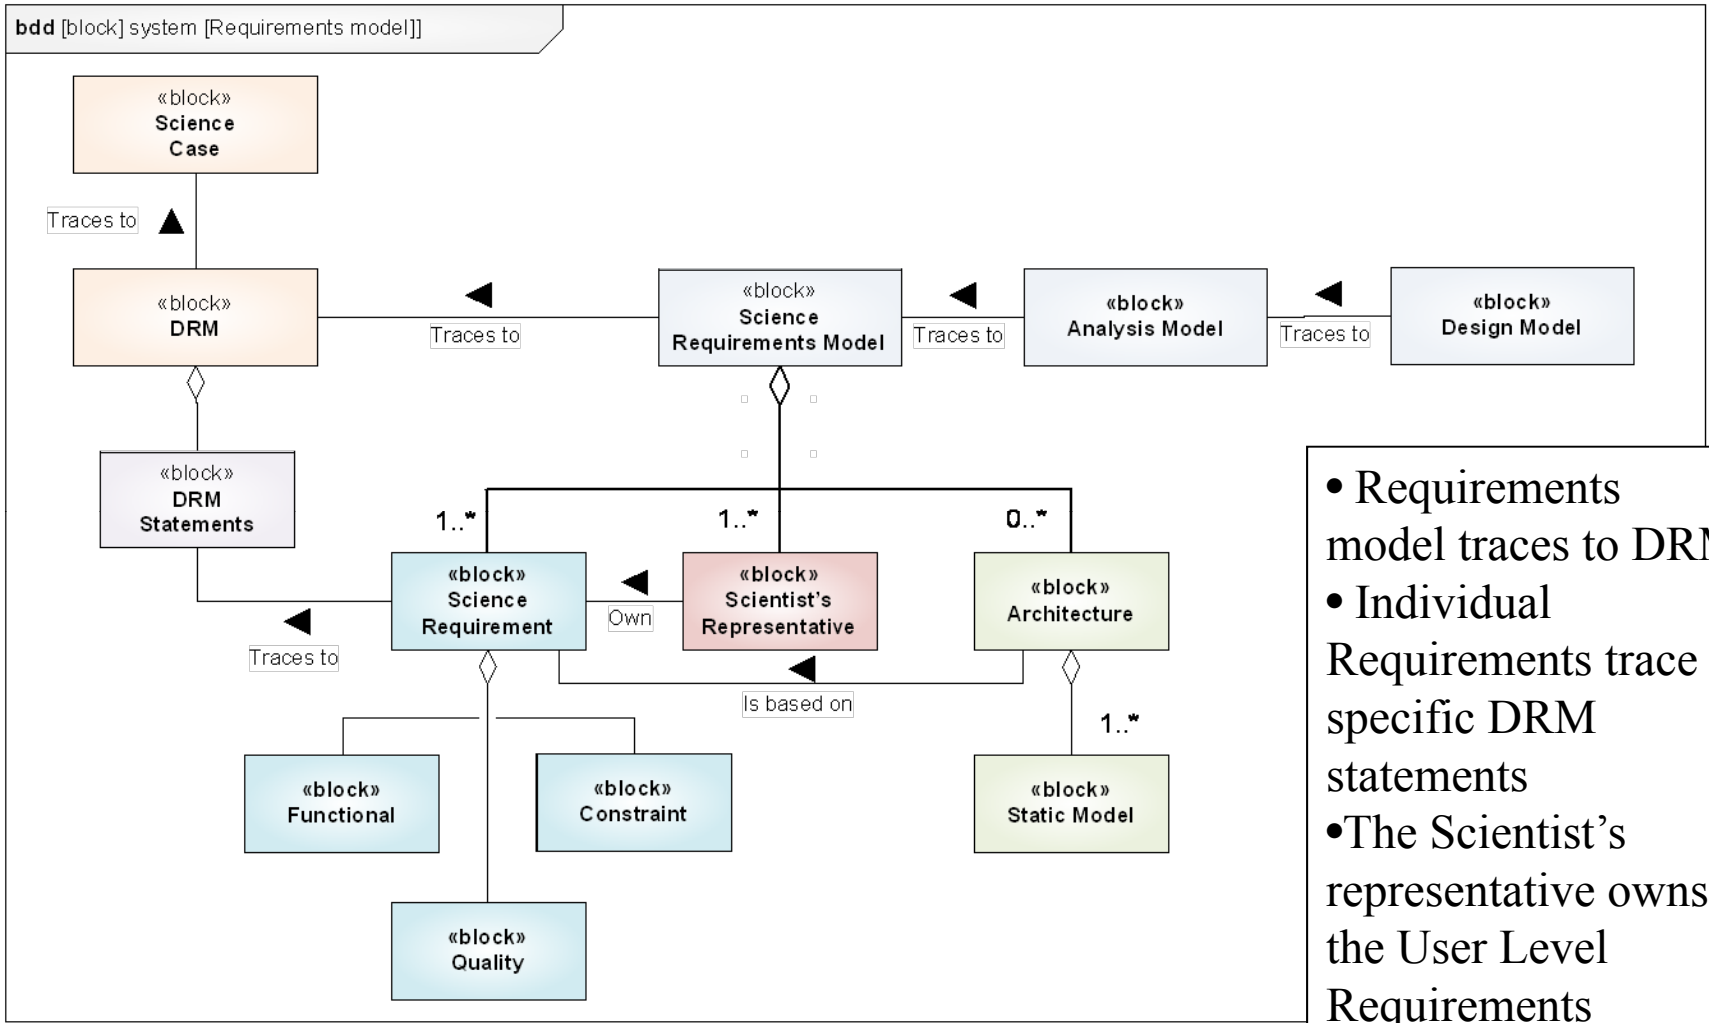 bdd [block] system [Requirements model]]
«block»
Science
Case
Traces to
«block»
DRM
Traces to
«block»
Science
Requirements Model
Traces to
«block»
Analysis Model
Traces to
«block»
Design Model
«block»
DRM
Statements
1..*
1..*
0..*
«block»
Science
Requirement
Own
«block»
Scientist's
Representative
«block»
Architecture
Traces to
Is based on
1..*
«block»
Functional
«block»
Constraint
«block»
Static Model
«block»
Quality
• Requirements
model traces to DRM
• Individual
Requirements trace
specific DRM
statements
•The Scientist’s
representative owns
the User Level
Requirements